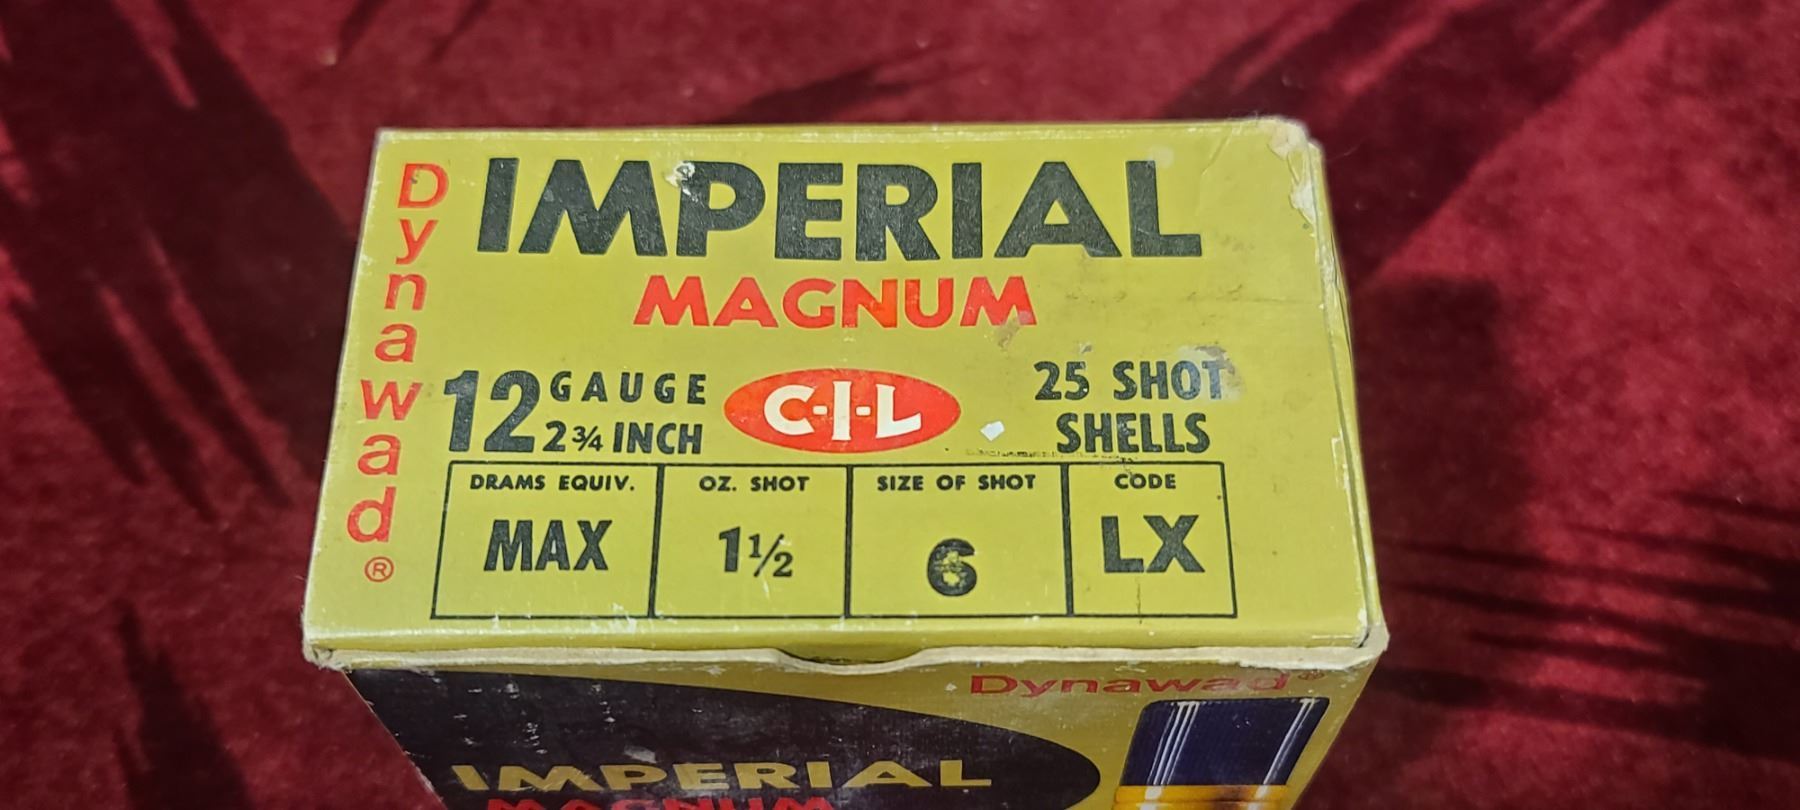 Dynawad®
IMPERIAL
MAGNUM
12 GAUGE
2¾ INCH
C-I-L
25 SHOT
SHELLS
DRAMS EQUIV.
MAX
OZ. SHOT
1½
SIZE OF SHOT
6
CODE
LX
Dynawad®
IMPERIAL
MAGNUM